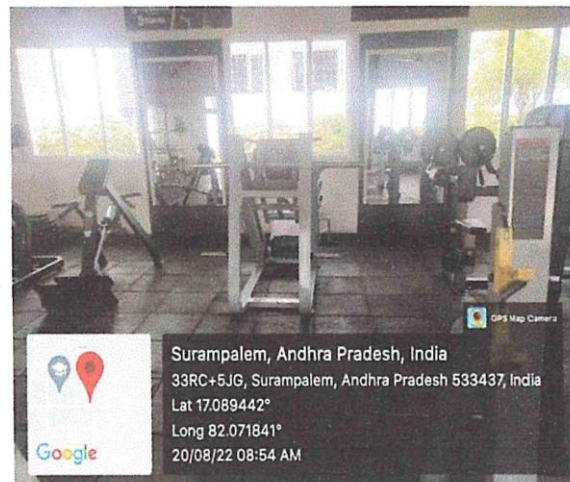 GPS Map Camera
Surampalem, Andhra Pradesh, India
33RC+5JG, Surampalem, Andhra Pradesh 533437, India
Lat 17.089442°
Long 82.071841°
20/08/22 08:54 AM
Google